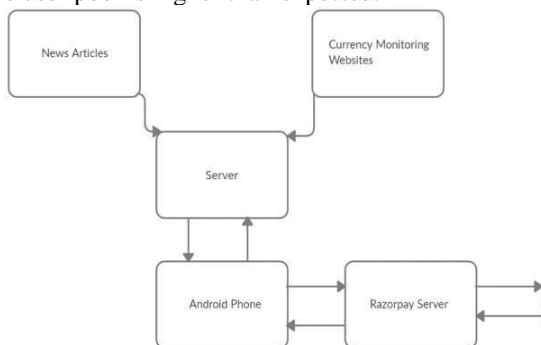 News Articles
Currency Monitoring
Websites
Server
Android Phone
Razorpay Server